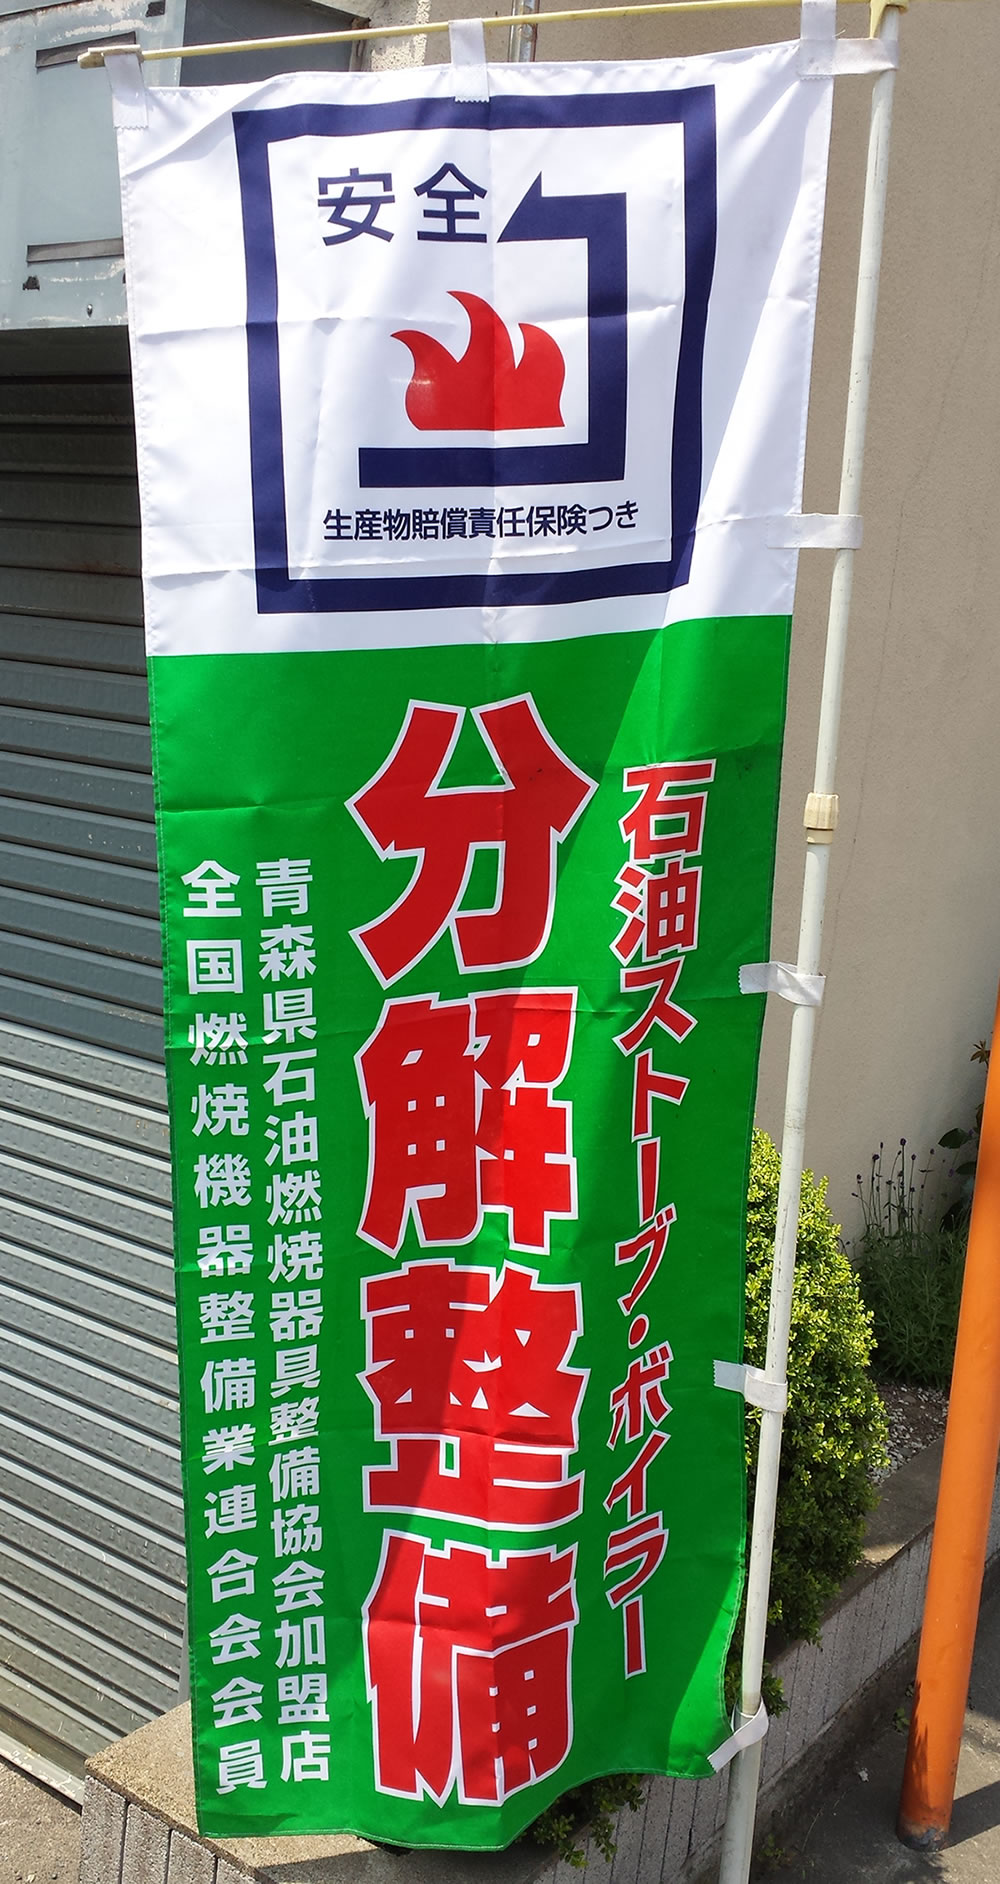 安全
生産物賠償責任保険つき
石油ストーブ・ボイラー
分解整備
青森県石油燃焼器具整備協会加盟店
全国燃焼機器整備業連合会会員